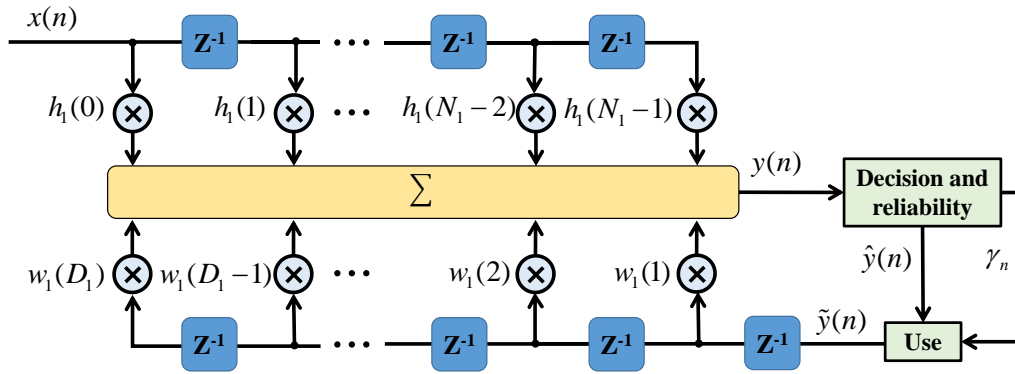 x(n)
Z⁻¹ ··· Z⁻¹ Z⁻¹
h₁(0) h₁(1) ··· h₁(N₁−2) h₁(N₁−1)
Σ
y(n)
Decision and
reliability
w₁(D₁) w₁(D₁−1) ··· w₁(2) w₁(1)
ŷ(n)
γₙ
Z⁻¹ ··· Z⁻¹ Z⁻¹ Z⁻¹
ỹ(n)
Use